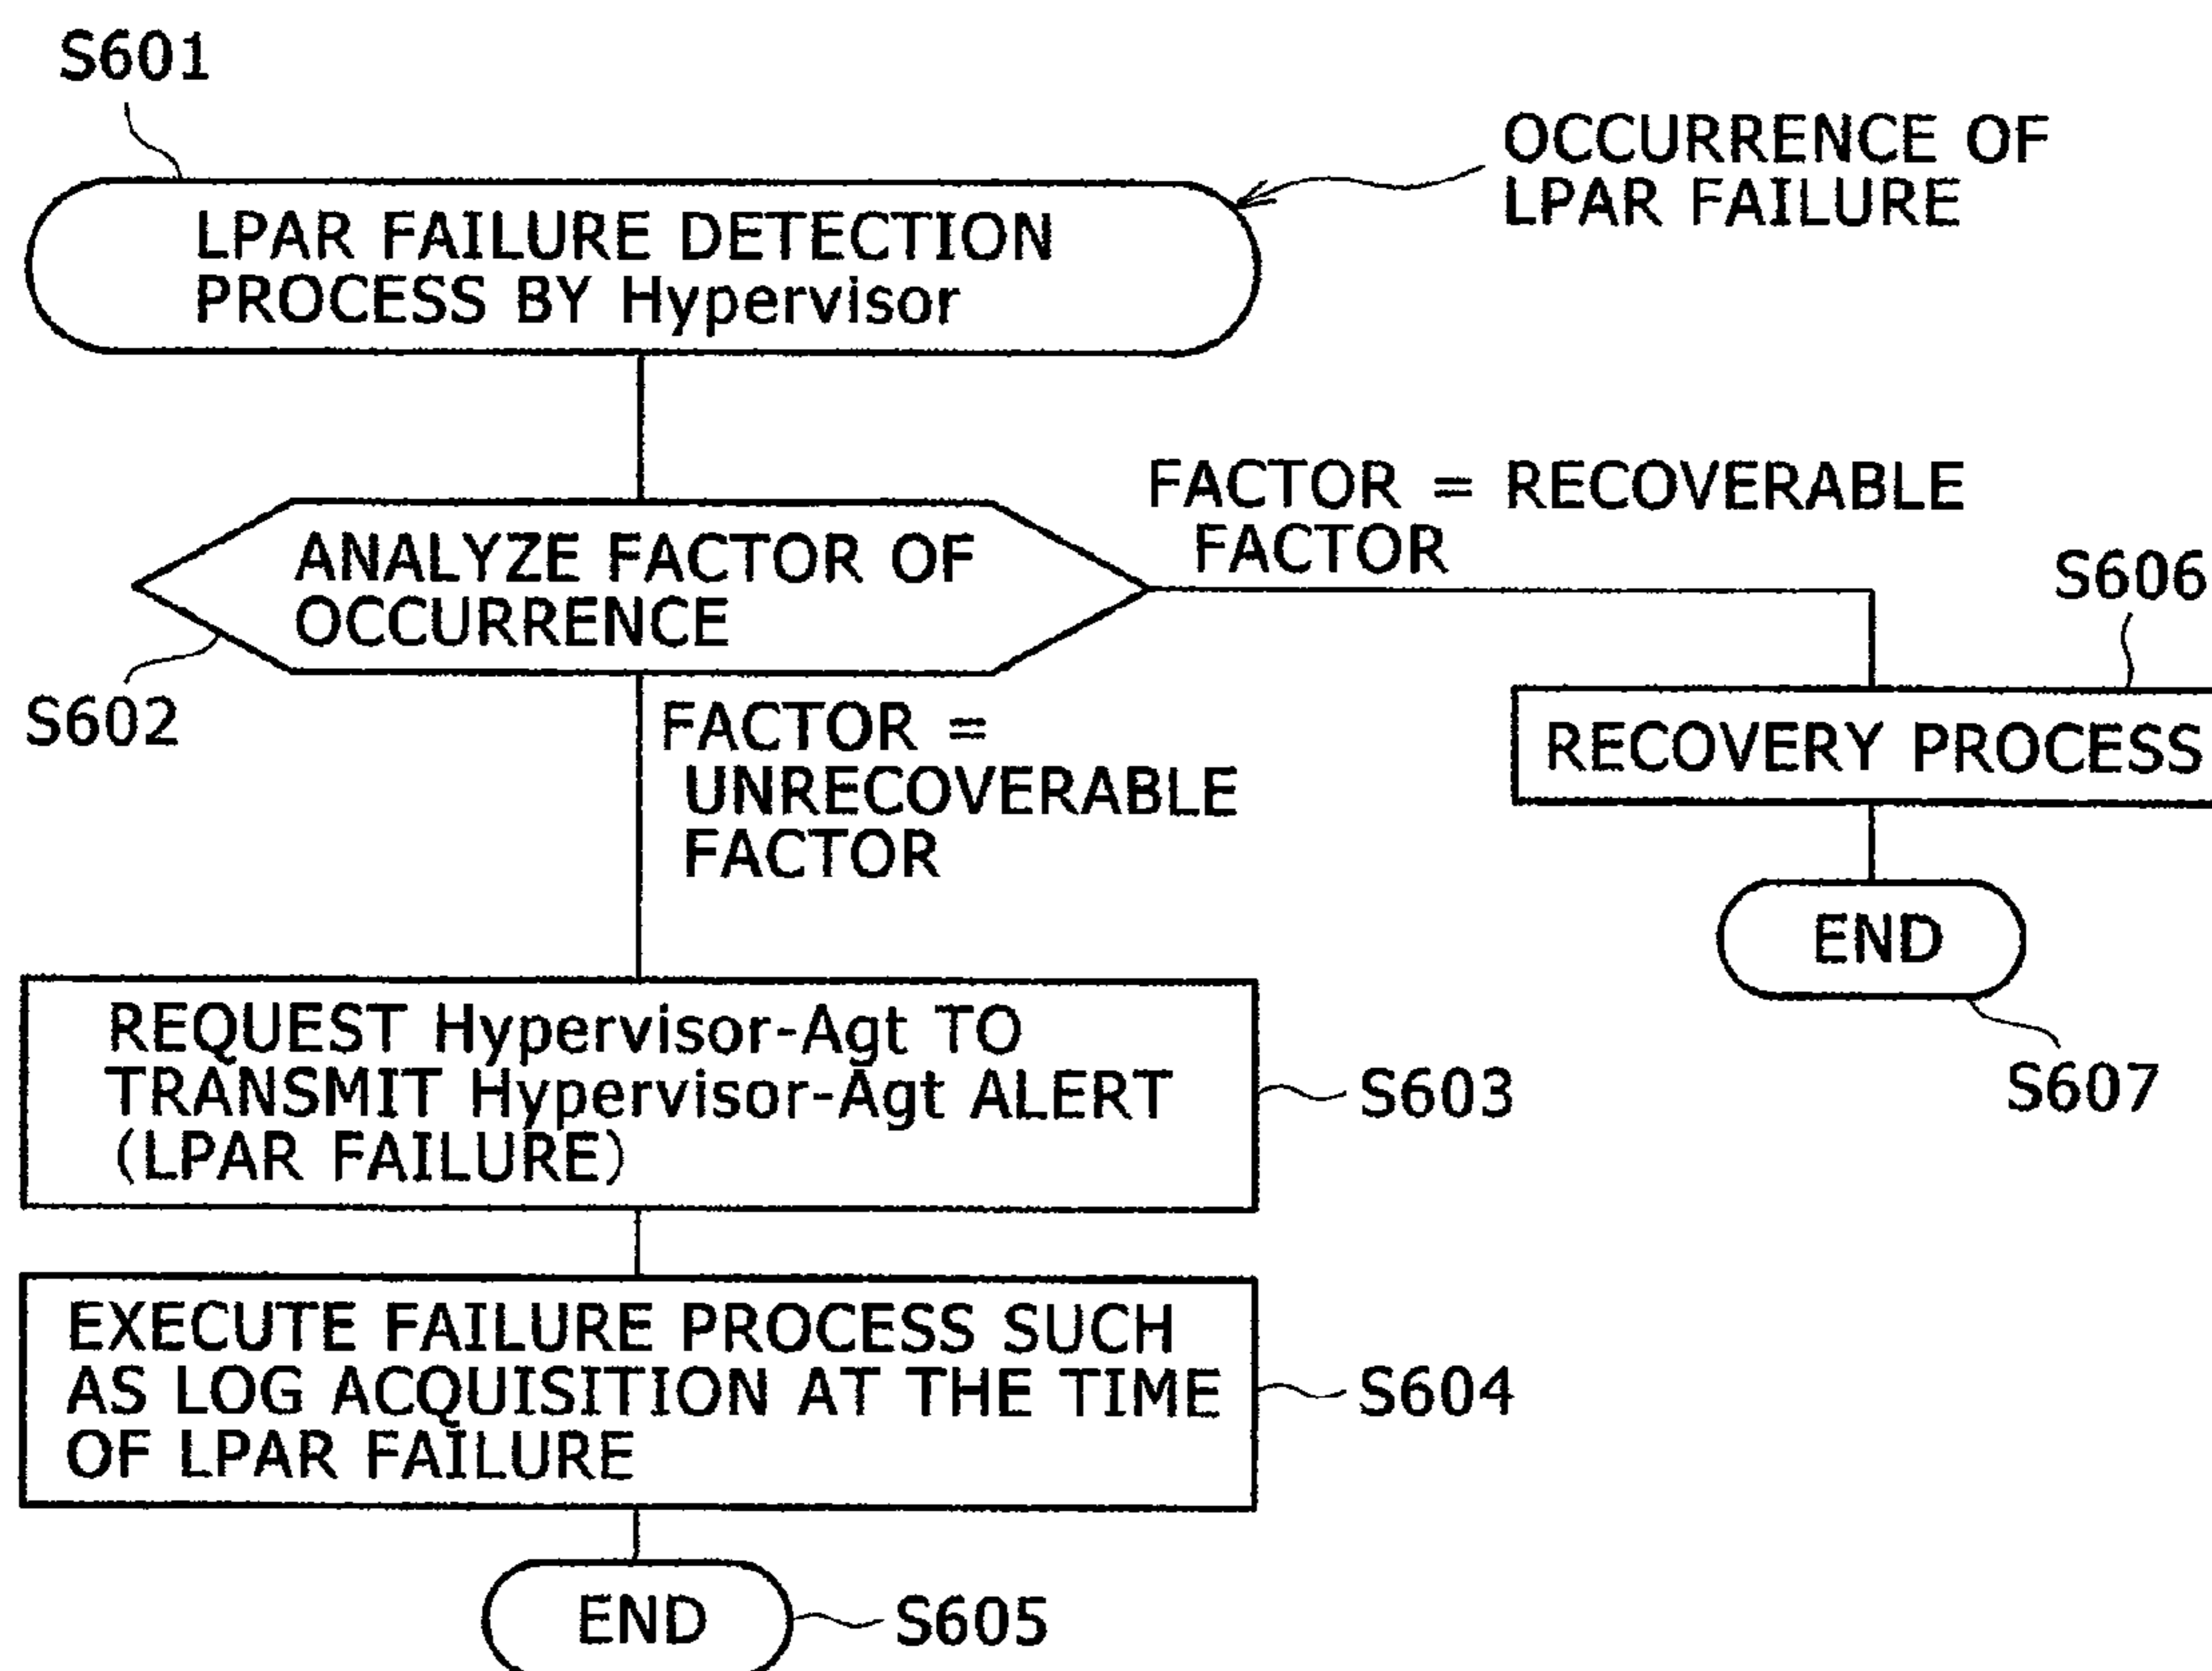 S601
OCCURRENCE OF
LPAR FAILURE
LPAR FAILURE DETECTION
PROCESS BY Hypervisor
FACTOR = RECOVERABLE
FACTOR
ANALYZE FACTOR OF
OCCURRENCE
S606
S602
FACTOR =
UNRECOVERABLE
FACTOR
RECOVERY PROCESS
END
S607
REQUEST Hypervisor-Agt TO
TRANSMIT Hypervisor-Agt ALERT
(LPAR FAILURE)
S603
EXECUTE FAILURE PROCESS SUCH
AS LOG ACQUISITION AT THE TIME
OF LPAR FAILURE
S604
END
S605